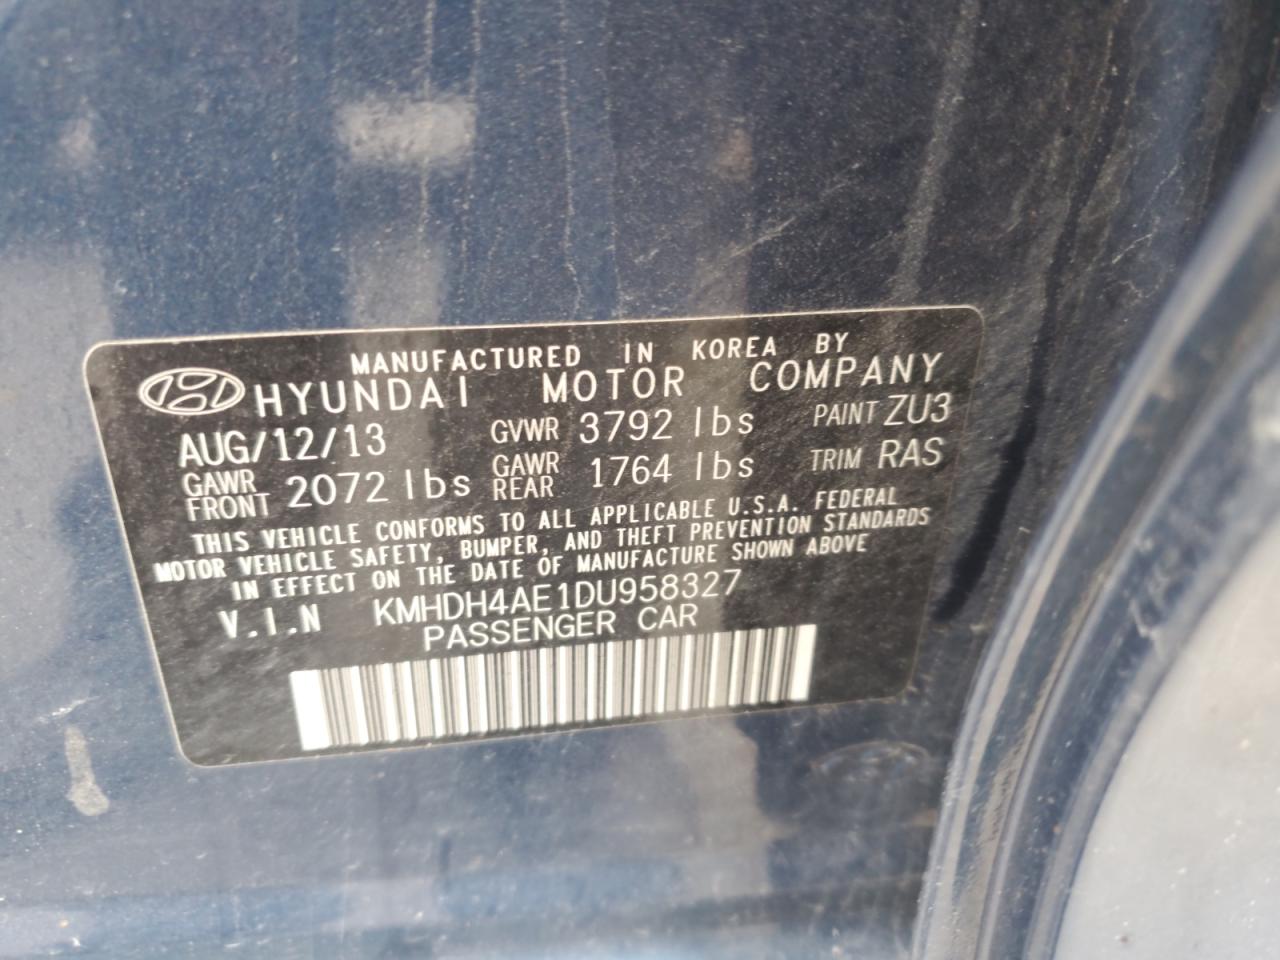 MANUFACTURED IN KOREA BY
HYUNDAI MOTOR COMPANY
AUG/12/13 GVWR 3792 lbs PAINT ZU3
GAWR FRONT 2072 lbs GAWR REAR 1764 lbs TRIM RAS
THIS VEHICLE CONFORMS TO ALL APPLICABLE U.S.A. FEDERAL
MOTOR VEHICLE SAFETY, BUMPER, AND THEFT PREVENTION STANDARDS
IN EFFECT ON THE DATE OF MANUFACTURE SHOWN ABOVE
V.I.N KMHDH4AE1DU958327
PASSENGER CAR